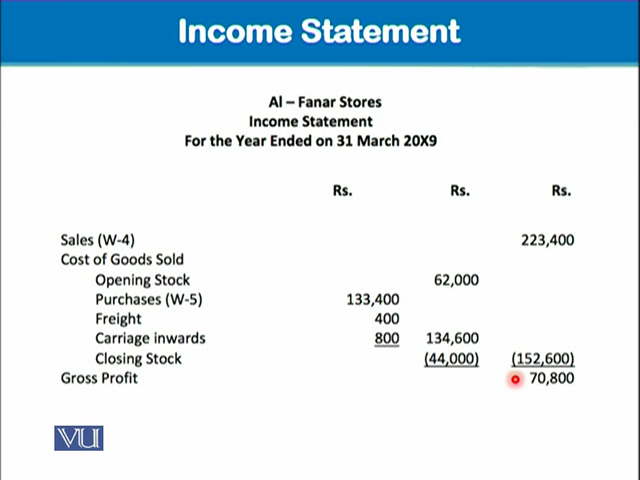 Income Statement
Al – Fanar Stores
Income Statement
For the Year Ended on 31 March 20X9
Rs. Rs. Rs.
Sales (W-4) 223,400
Cost of Goods Sold
Opening Stock 62,000
Purchases (W-5) 133,400
Freight 400
Carriage inwards 800 134,600
Closing Stock (44,000) (152,600)
Gross Profit 70,800
VU